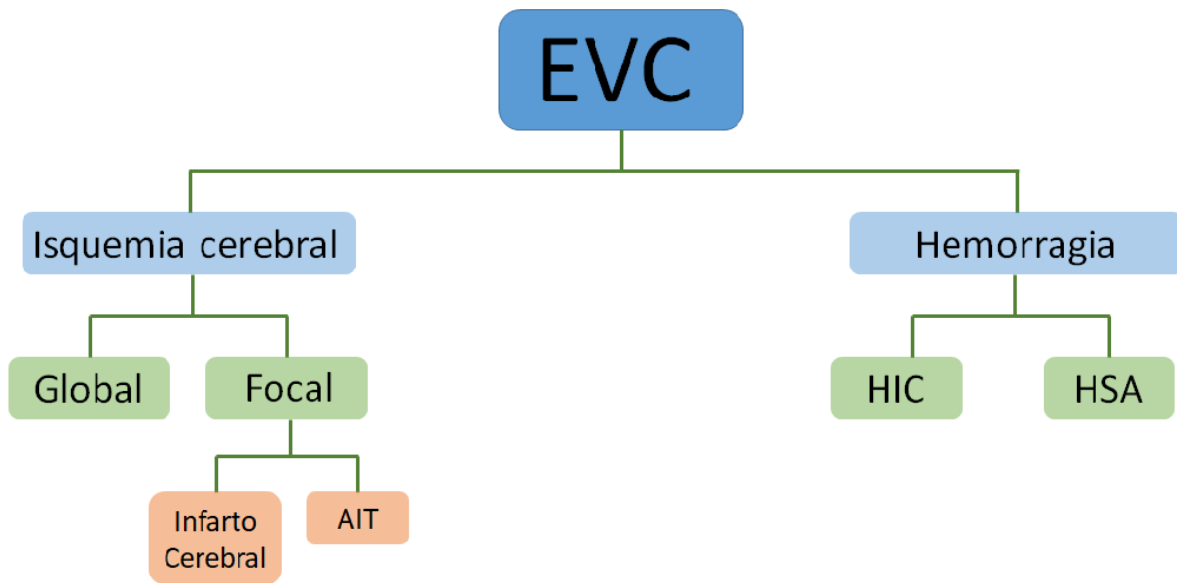 EVC
Isquemia cerebral
Hemorragia
Global
Focal
HIC
HSA
Infarto
Cerebral
AIT